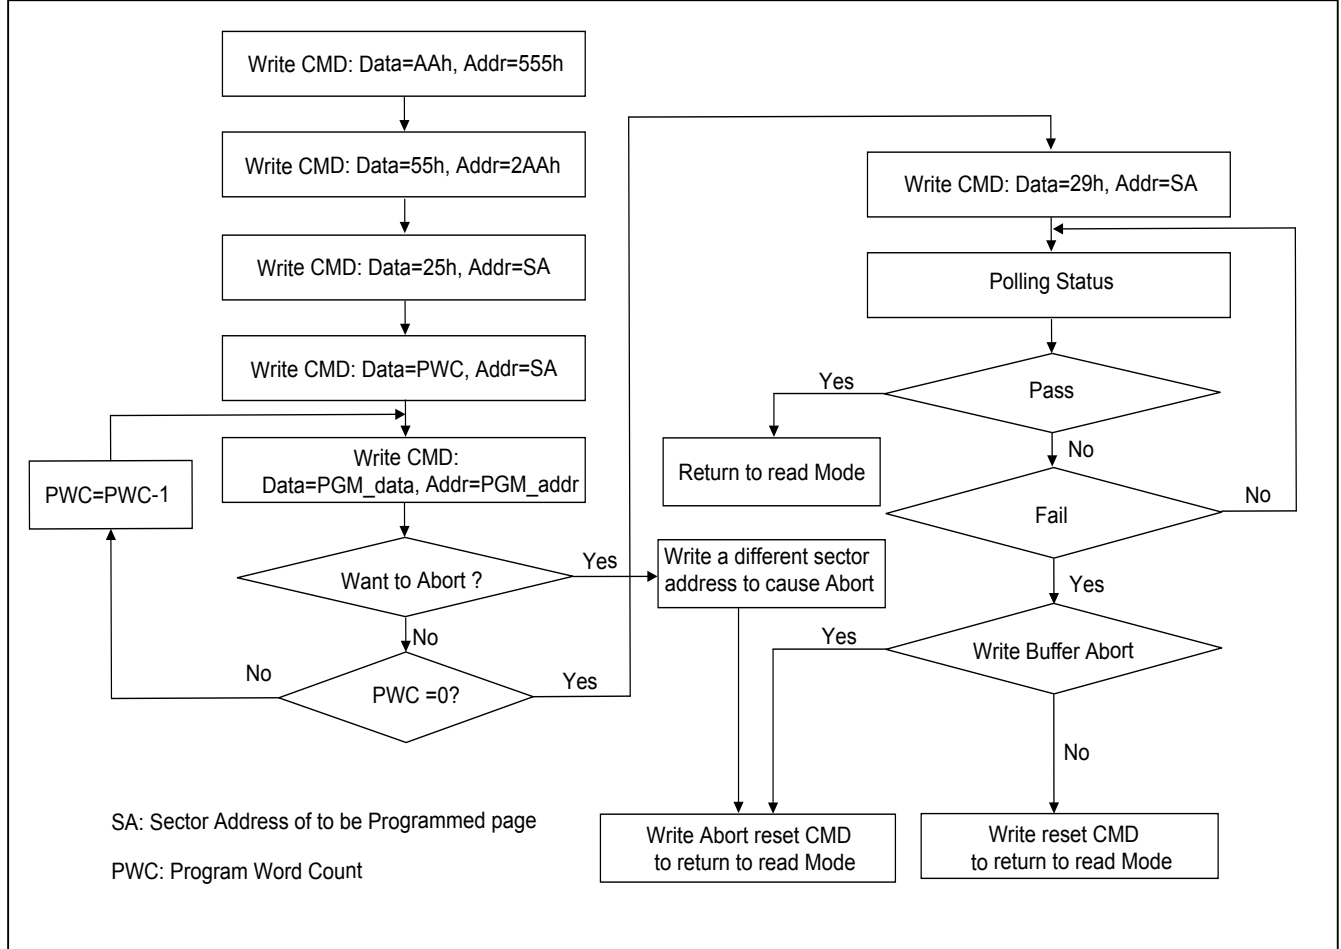 Write CMD: Data=AAh, Addr=555h
Write CMD: Data=55h, Addr=2AAh
Write CMD: Data=25h, Addr=SA
Write CMD: Data=PWC, Addr=SA
Write CMD:
Data=PGM_data, Addr=PGM_addr
PWC=PWC-1
Want to Abort ?
Yes
No
PWC =0?
No
Yes
Write a different sector
address to cause Abort
Write CMD: Data=29h, Addr=SA
Polling Status
Pass
Yes
No
Return to read Mode
Fail
No
Yes
Write Buffer Abort
Yes
No
Write Abort reset CMD
to return to read Mode
Write reset CMD
to return to read Mode
SA: Sector Address of to be Programmed page
PWC: Program Word Count